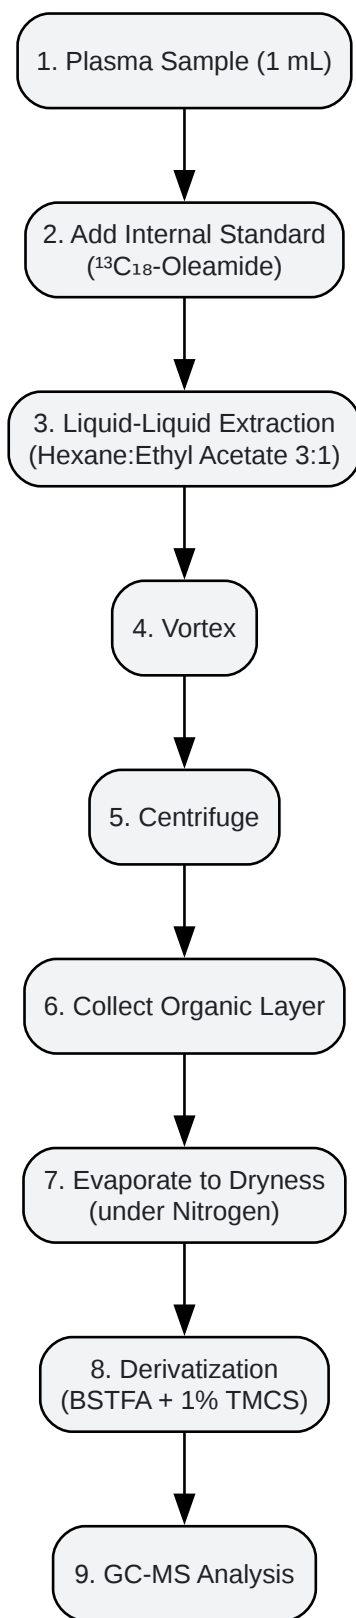 1. Plasma Sample (1 mL)
2. Add Internal Standard
(¹³C₁₈-Oleamide)
3. Liquid-Liquid Extraction
(Hexane:Ethyl Acetate 3:1)
4. Vortex
5. Centrifuge
6. Collect Organic Layer
7. Evaporate to Dryness
(under Nitrogen)
8. Derivatization
(BSTFA + 1% TMCS)
9. GC-MS Analysis